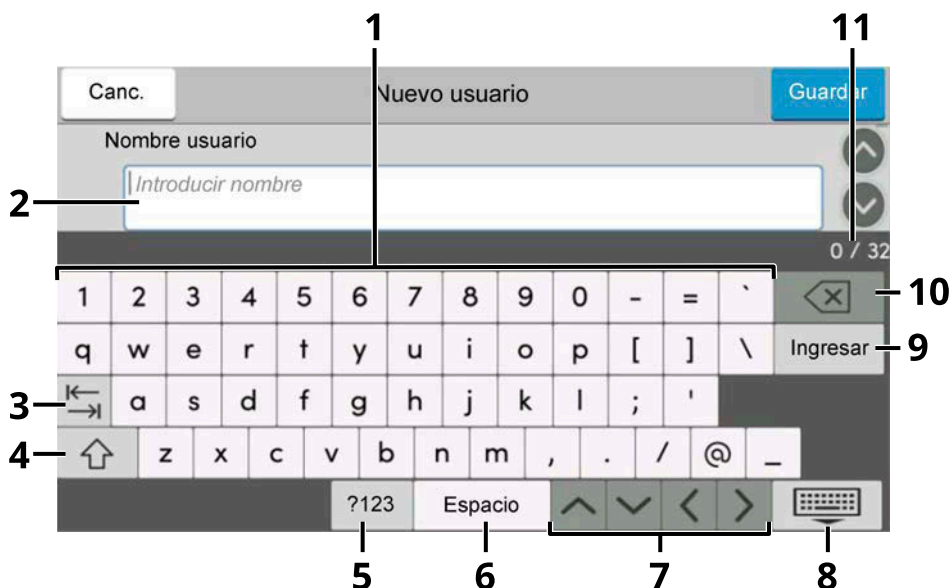 1 11
Canc. Nuevo usuario Guardar
Nombre usuario
Introducir nombre
2
0 / 32
1 2 3 4 5 6 7 8 9 0 - = `
10
q w e r t y u i o p [ ] \ Ingresar
9
3
a s d f g h j k l ; '
4
z x c v b n m , . / @ _
?123 Espacio
5 6 7 8